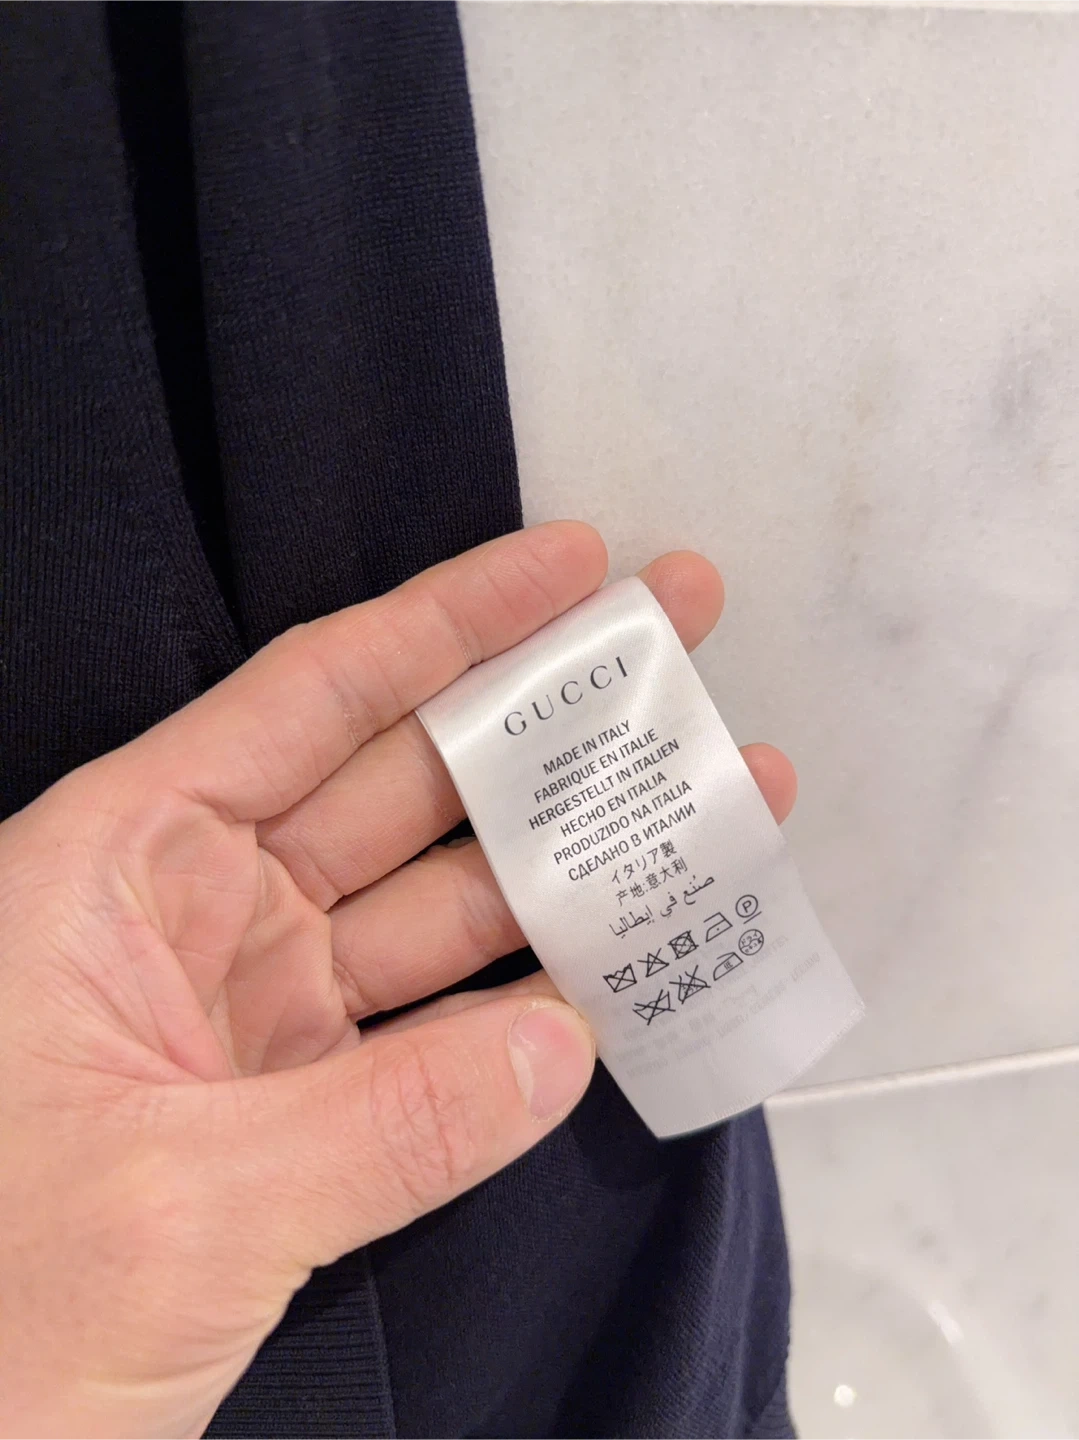 GUCCI
MADE IN ITALY
FABRIQUE EN ITALIE
HERGESTELLT IN ITALIEN
HECHO EN ITALIA
PRODUZIDO NA ITALIA
СДЕЛАНО В ИТАЛИИ
イタリア製
产地:意大利
صُنع في إيطاليا
P